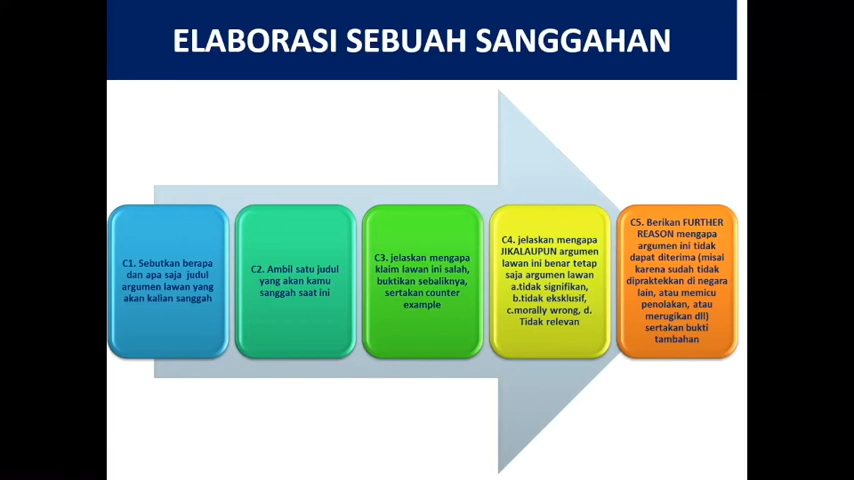 ELABORASI SEBUAH SANGGAHAN
C1. Sebutkan berapa
dan apa saja judul
argumen lawan yang
akan kalian sanggah
C2. Ambil satu judul
yang akan kamu
sanggah saat ini
C3. jelaskan mengapa
klaim lawan ini salah,
buktikan sebaliknya,
sertakan counter
example
C4. jelaskan mengapa
JIKALAUPUN argumen
lawan ini benar tetap
saja argumen lawan
a.tidak signifikan,
b.tidak eksklusif,
c.morally wrong, d.
Tidak relevan
C5. Berikan FURTHER
REASON mengapa
argumen ini tidak
dapat diterima (misal
karena sudah tidak
dipraktekkan di negara
lain, atau memicu
penolakan, atau
merugikan dll)
sertakan bukti
tambahan